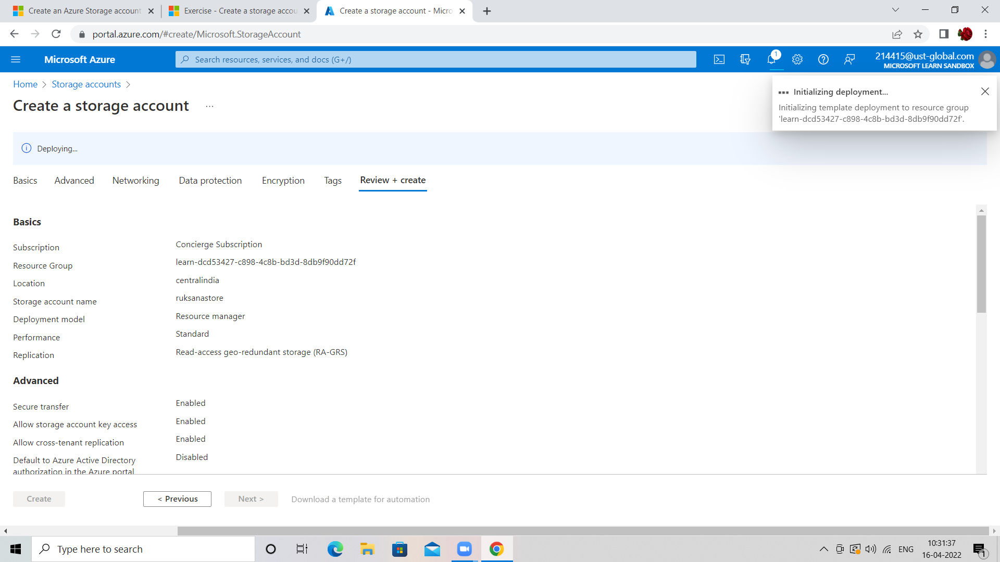 Create an Azure Storage account
Exercise - Create a storage accou
Create a storage account - Micro
portal.azure.com/#create/Microsoft.StorageAccount
Microsoft Azure
Search resources, services, and docs (G+/)
1
214415@ust-global.com
MICROSOFT LEARN SANDBOX
Home > Storage accounts >
Create a storage account ...
Initializing deployment...
Initializing template deployment to resource group
'learn-dcd53427-c898-4c8b-bd3d-8db9f90dd72f'.
Deploying...
Basics Advanced Networking Data protection Encryption Tags Review + create
Basics
Subscription Concierge Subscription
Resource Group learn-dcd53427-c898-4c8b-bd3d-8db9f90dd72f
Location centralindia
Storage account name ruksanastore
Deployment model Resource manager
Performance Standard
Replication Read-access geo-redundant storage (RA-GRS)
Advanced
Secure transfer Enabled
Allow storage account key access Enabled
Allow cross-tenant replication Enabled
Default to Azure Active Directory Disabled
authorization in the Azure portal
Create < Previous Next > Download a template for automation
Type here to search
ENG
10:31:37
16-04-2022
1